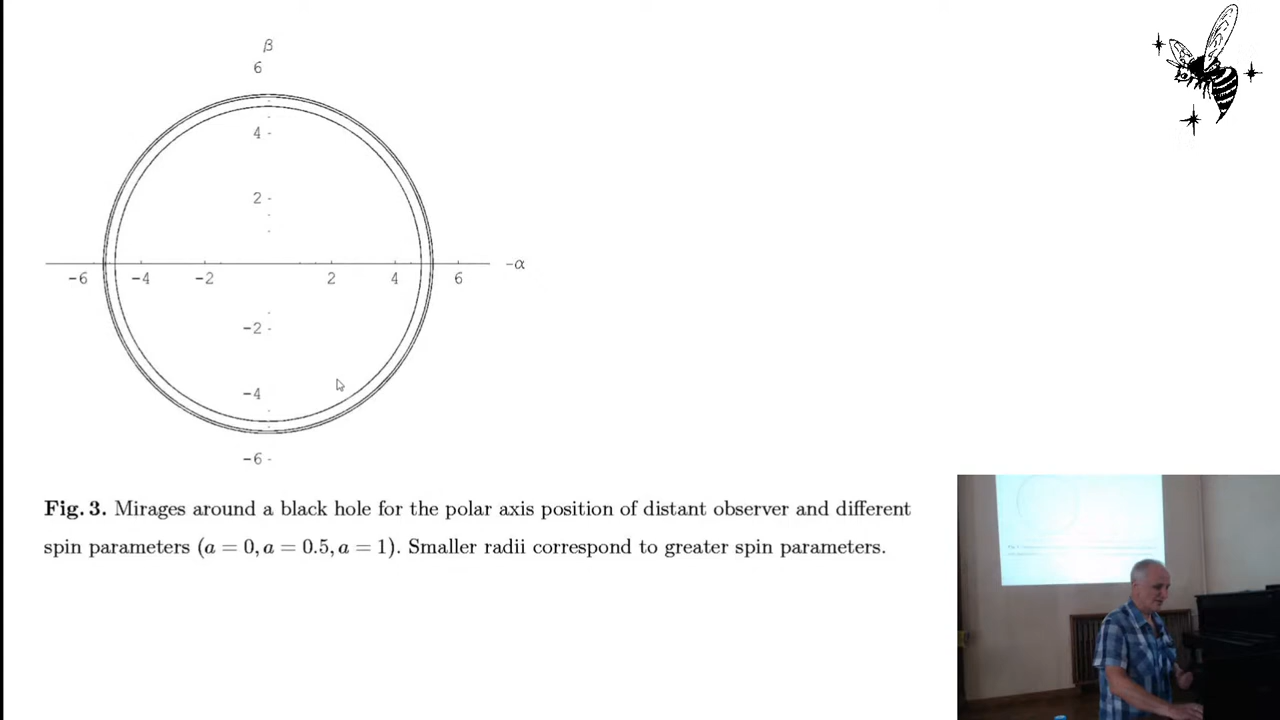 β
6
4
2
-6 -4 -2 2 4 6 -α
-2
-4
-6
Fig. 3. Mirages around a black hole for the polar axis position of distant observer and different
spin parameters (a = 0, a = 0.5, a = 1). Smaller radii correspond to greater spin parameters.